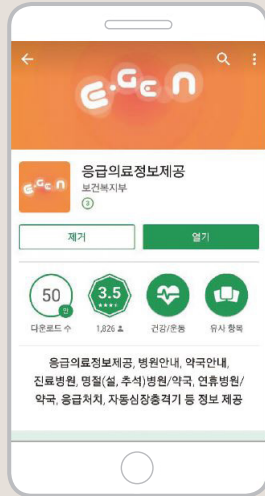 e·Gen
e·Gen
응급의료정보제공
보건복지부
3
제거
열기
50
만
3.5
다운로드 수
1,826
건강/운동
유사 항목
응급의료정보제공, 병원안내, 약국안내,
진료병원, 명절(설, 추석)병원/약국, 연휴병원/
약국, 응급처치, 자동심장충격기 등 정보 제공